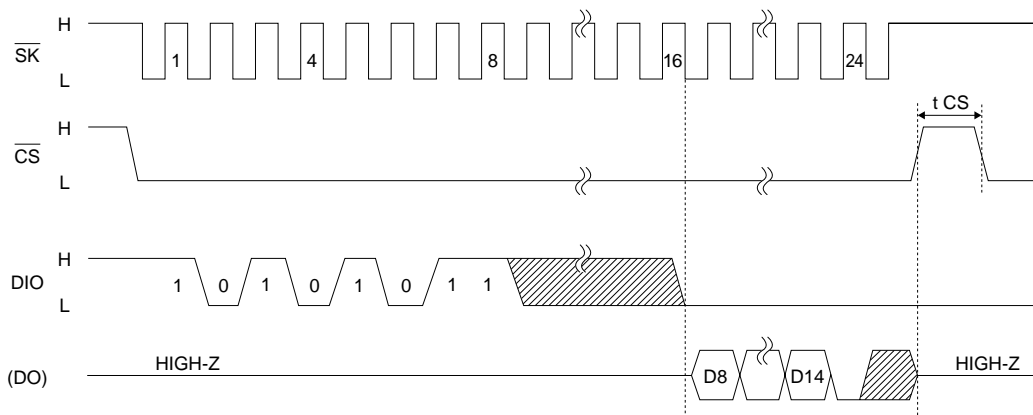 H
SK
L
1 4 8 16 24
t CS
H
CS
L
H
DIO
L
1 0 1 0 1 0 1 1
HIGH-Z
(DO)
D8 D14
HIGH-Z